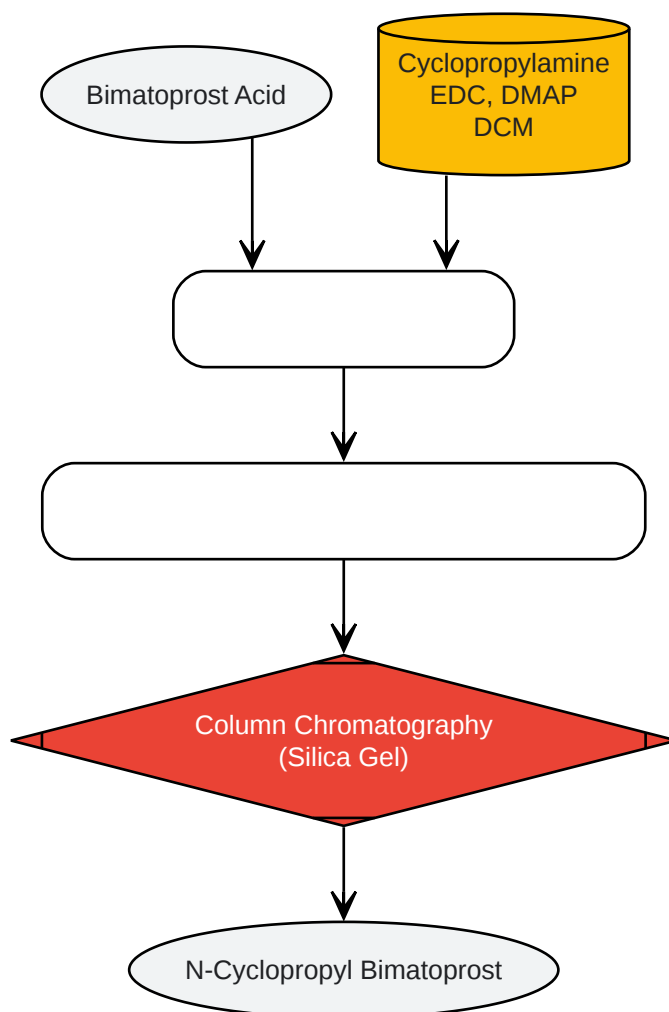 Bimatoprost Acid
Cyclopropylamine
EDC, DMAP
DCM
Column Chromatography
(Silica Gel)
N-Cyclopropyl Bimatoprost